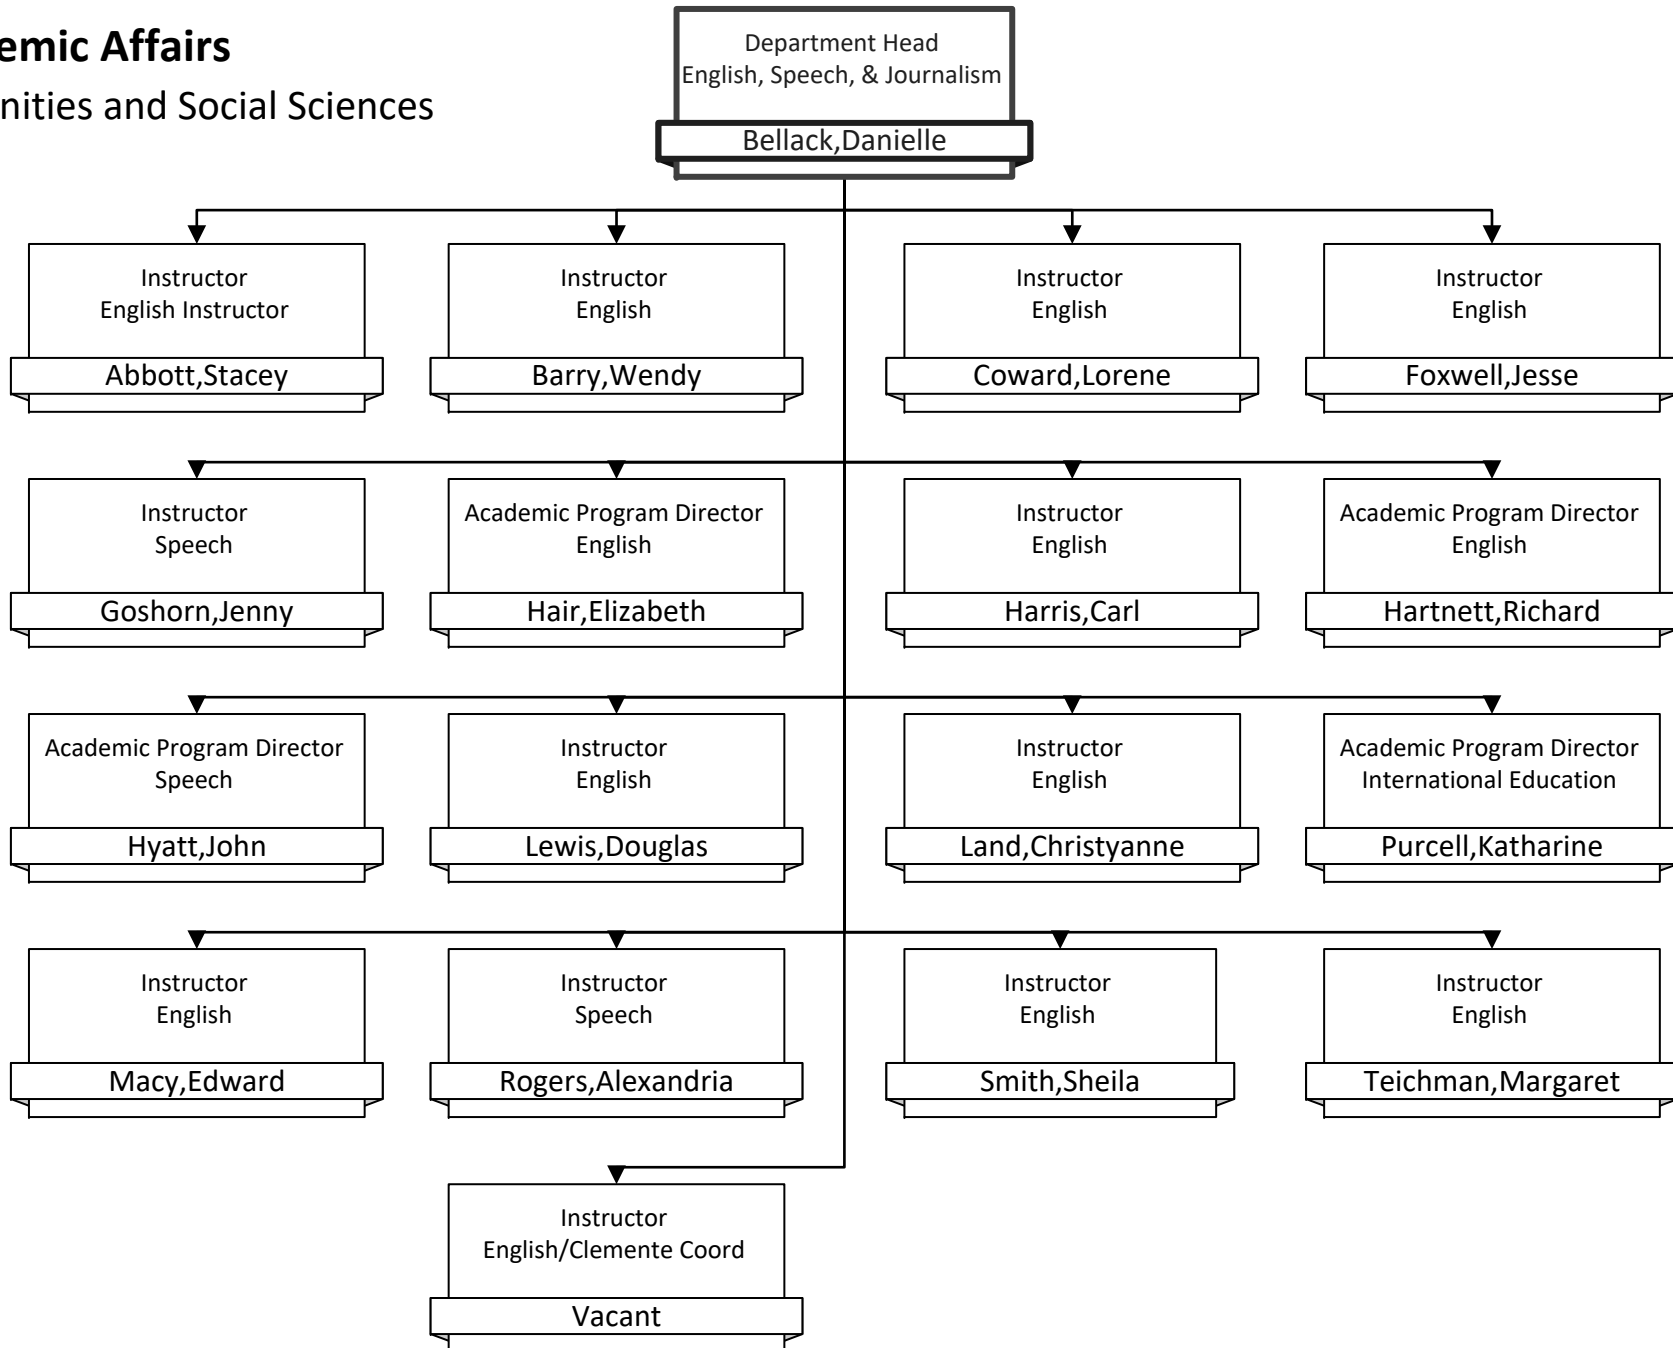 emic Affairs
nities and Social Sciences
Department Head
English, Speech, & Journalism
Bellack,Danielle
Instructor
English Instructor
Abbott,Stacey
Instructor
English
Barry,Wendy
Instructor
English
Coward,Lorene
Instructor
English
Foxwell,Jesse
Instructor
Speech
Goshorn,Jenny
Academic Program Director
English
Hair,Elizabeth
Instructor
English
Harris,Carl
Academic Program Director
English
Hartnett,Richard
Academic Program Director
Speech
Hyatt,John
Instructor
English
Lewis,Douglas
Instructor
English
Land,Christyanne
Academic Program Director
International Education
Purcell,Katharine
Instructor
English
Macy,Edward
Instructor
Speech
Rogers,Alexandria
Instructor
English
Smith,Sheila
Instructor
English
Teichman,Margaret
Instructor
English/Clemente Coord
Vacant